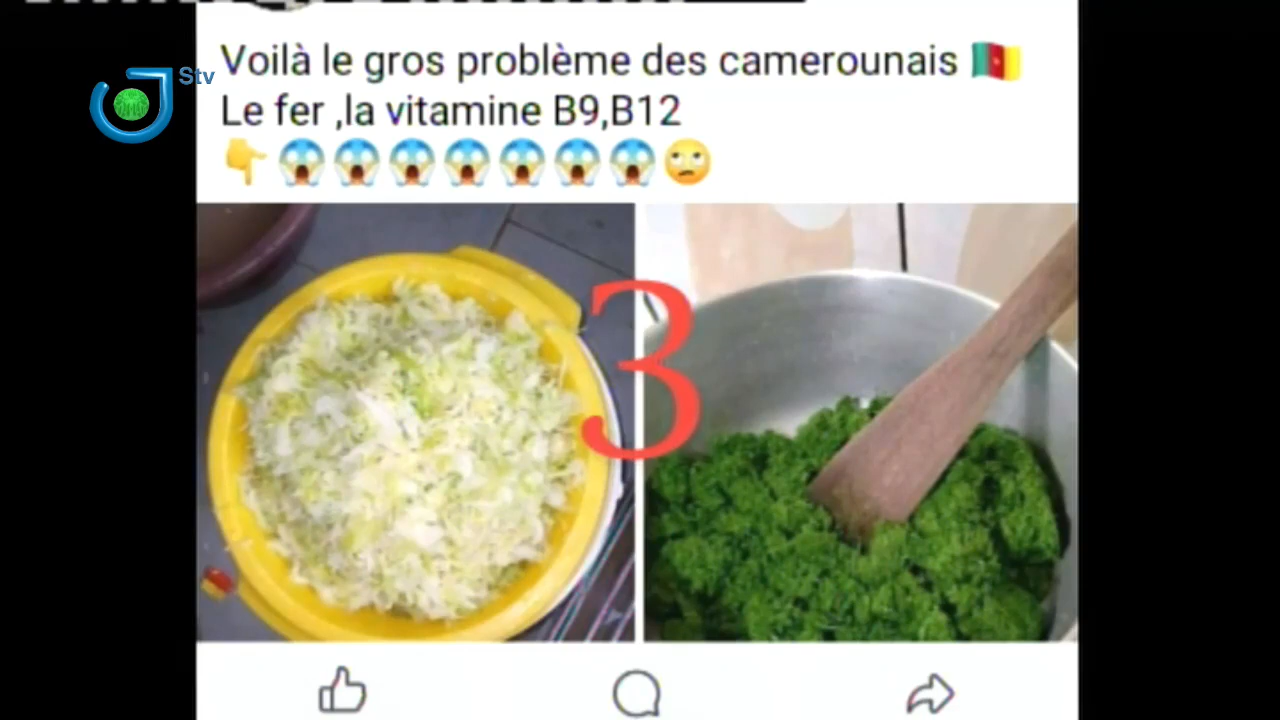 Stv
Voilà le gros problème des camerounais 🇨🇲
Le fer ,la vitamine B9,B12
👇😱😱😱😱😱😱😱🙄
3